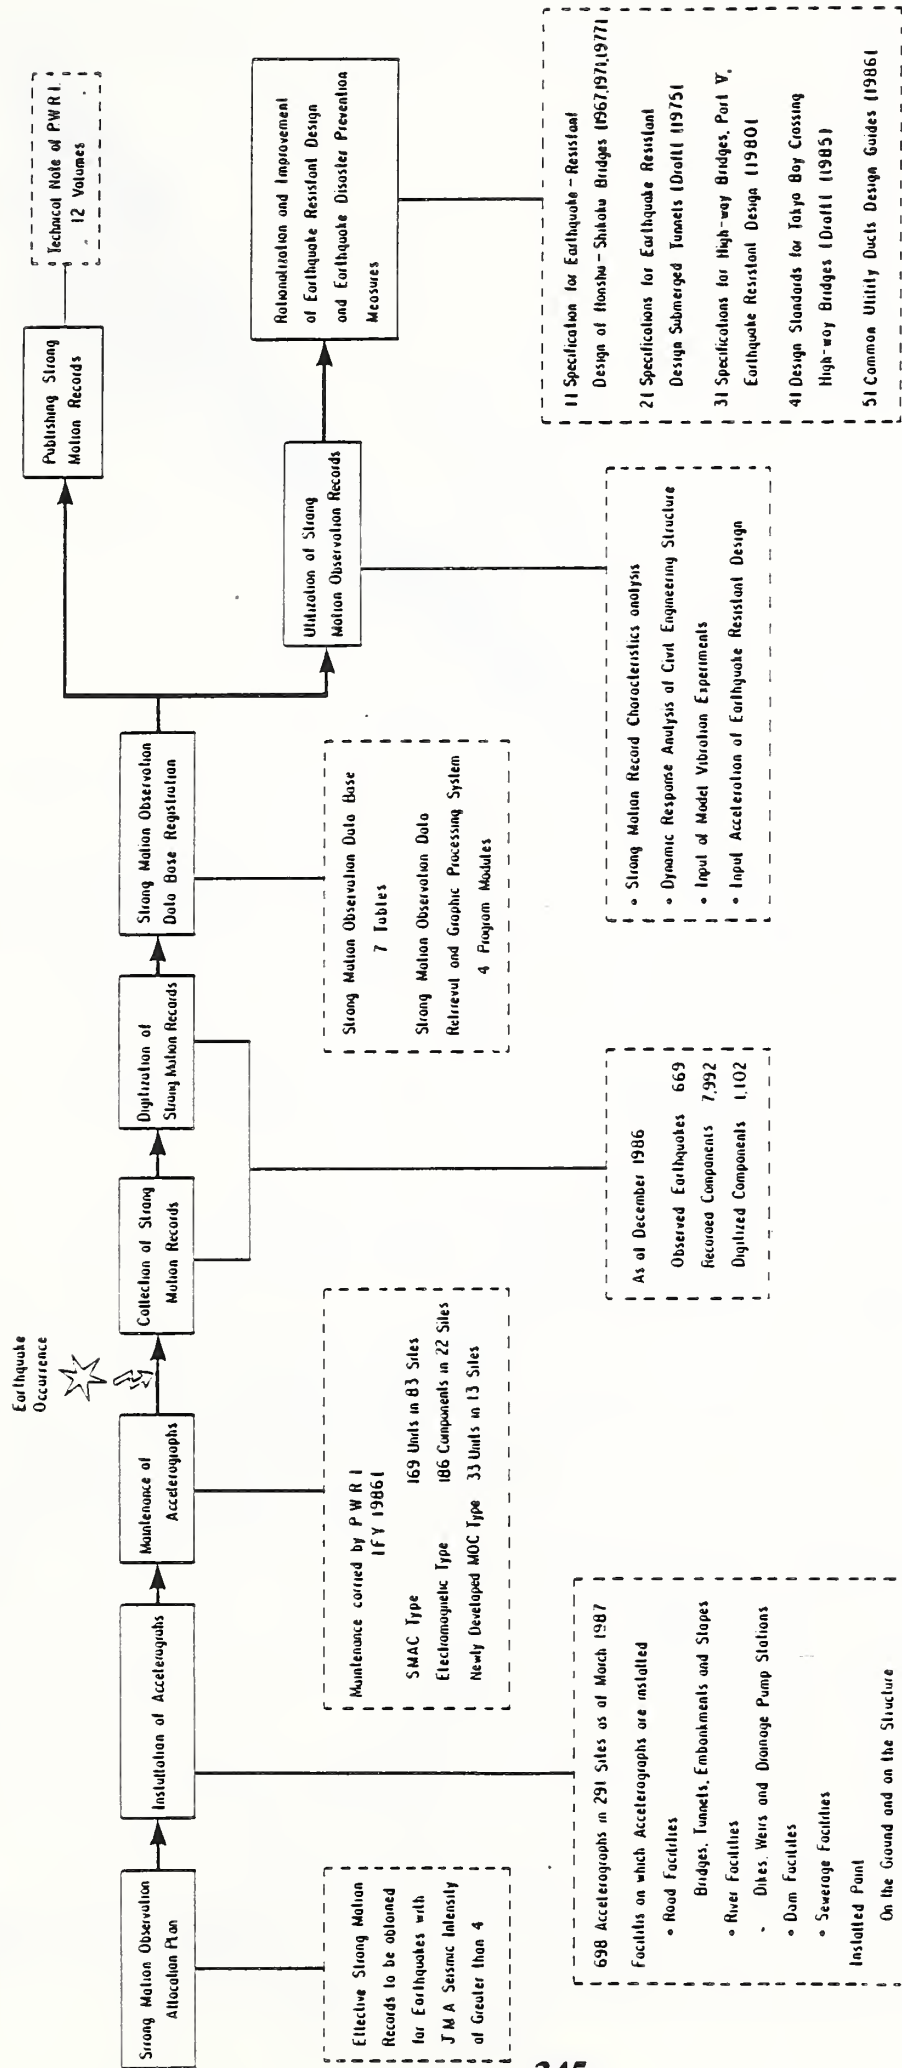 Strong Motion Observation
Allocation Plan
Effective Strong Motion
Records to be obtained
for Earthquakes with
J M A Seismic Intensity
of Greater than 4
Installation of Accelerograhs
698 Accelerographs in 291 Sites as of March 1987
Facilitis on which Accelerographs are installed
• Road Facilities
Bridges, Tunnels, Embankments and Slopes
• River Facilities
- Dikes, Weirs and Drainage Pump Stations
• Dam Facilites
• Sewerage Facilities
Installed Point
On the Ground and on the Structure
Maintenance of
Accelerographs
Maintenance carried by P W R I
(FY 1986)
SMAC Type 169 Units in 83 Sites
Electromagnetic Type 186 Components in 22 Sites
Newly Developed MOC Type 33 Units in 13 Sites
Earthquake
Occurrence
Collection of Strong
Motion Records
Digitization of
Strong Motion Records
As of December 1986
Observed Earthquakes 669
Recorded Components 7,992
Digitized Components 1,102
Strong Motion Observation
Data Base Registration
Strong Motion Observation Data Base
7 Tables
Strong Motion Observation Data
Retrieval and Graphic Processing System
4 Program Modules
Publishing Strong
Motion Records
Technical Note of P.W.R.I.
12 Volumes
Utilization of Strong
Motion Observation Records
• Strong Motion Record Characteristics analysis
• Dynamic Response Analysis of Civil Engineering Structure
• Input of Model Vibration Experiments
• Input Acceleration of Earthquake Resistant Design
Rationalization and Improvement
of Earthquake Resistant Design
and Earthquake Disaster Prevention
Measures
1) Specification for Earthquake-Resistant
Design of Honshu-Shikoku Bridges (1967,1971,1977)
2) Specifications for Earthquake Resistant
Design Submerged Tunnels (Draft) (1975)
3) Specifications for High-way Bridges, Part V,
Earthquake Resistant Design (1980)
4) Design Standards for Tokyo Bay Crossing
High-way Bridges (Draft) (1985)
5) Common Utility Ducts Design Guides (1986)